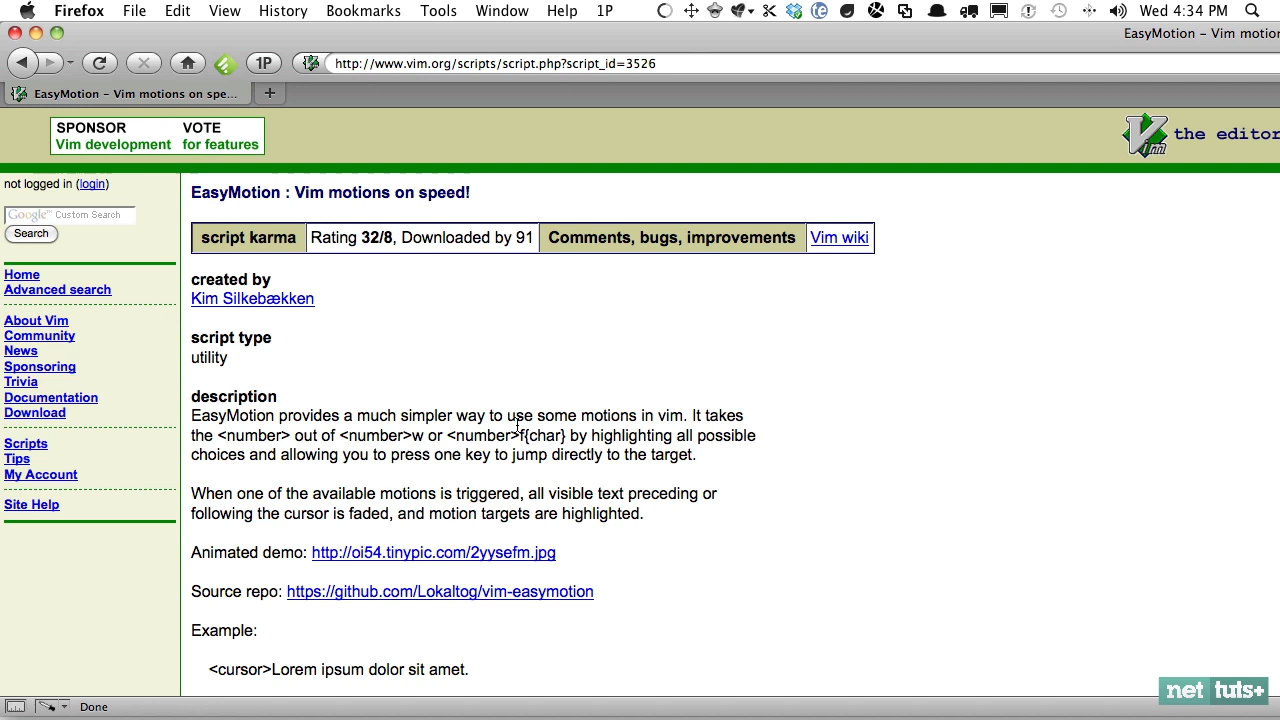 Firefox File Edit View History Bookmarks Tools Window Help 1P Wed 4:34 PM
EasyMotion – Vim motion
1P http://www.vim.org/scripts/script.php?script_id=3526
EasyMotion – Vim motions on spe... +
SPONSOR VOTE
Vim development for features
Vim the editor
not logged in (login)
Google™ Custom Search
Search
Home
Advanced search
About Vim
Community
News
Sponsoring
Trivia
Documentation
Download
Scripts
Tips
My Account
Site Help
EasyMotion : Vim motions on speed!
script karma Rating 32/8, Downloaded by 91 Comments, bugs, improvements Vim wiki
created by
Kim Silkebækken
script type
utility
description
EasyMotion provides a much simpler way to use some motions in vim. It takes
the <number> out of <number>w or <number>f{char} by highlighting all possible
choices and allowing you to press one key to jump directly to the target.
When one of the available motions is triggered, all visible text preceding or
following the cursor is faded, and motion targets are highlighted.
Animated demo: http://oi54.tinypic.com/2yysefm.jpg
Source repo: https://github.com/Lokaltog/vim-easymotion
Example:
<cursor>Lorem ipsum dolor sit amet.
Done
net tuts+